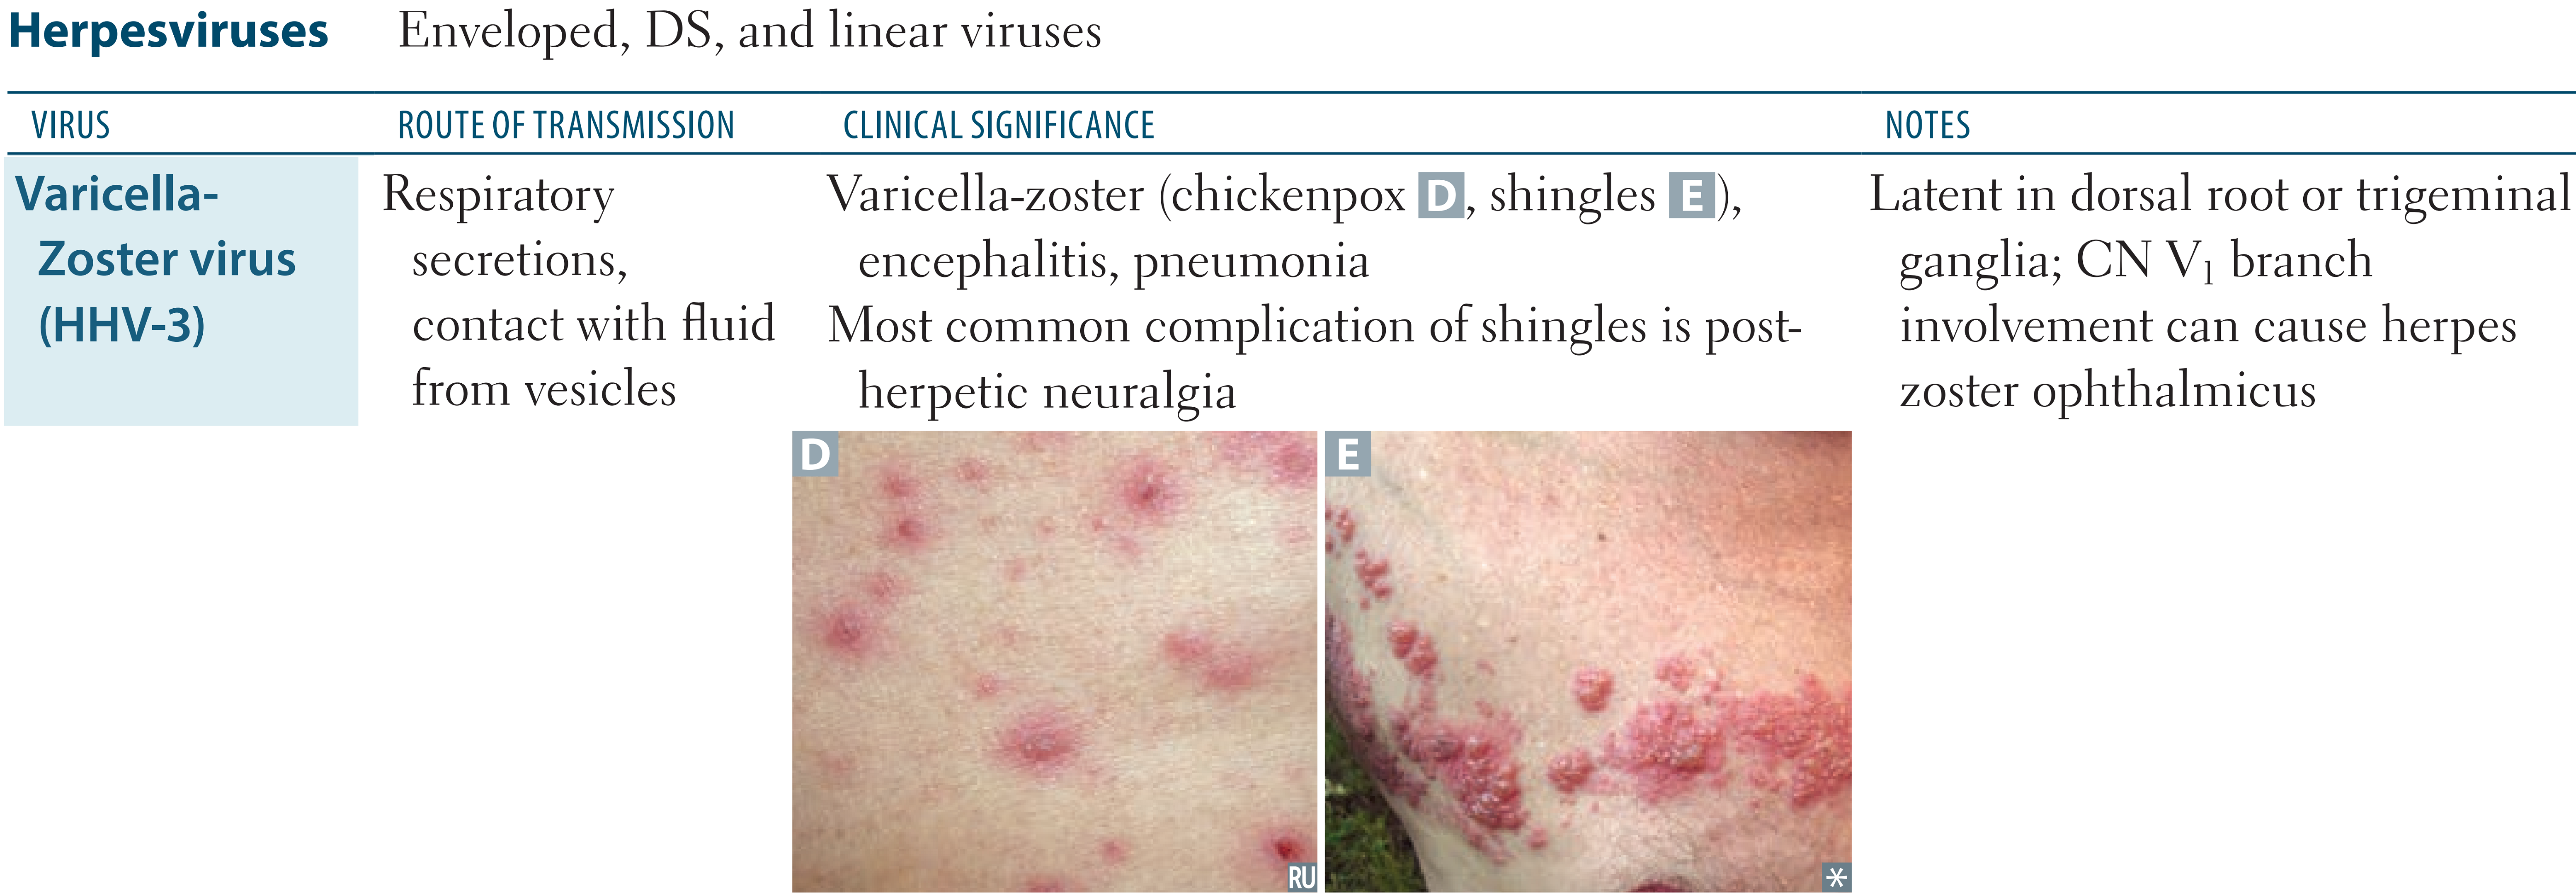 Herpesviruses Enveloped, DS, and linear viruses
VIRUS ROUTE OF TRANSMISSION CLINICAL SIGNIFICANCE NOTES
Varicella-
Zoster virus
(HHV-3)
Respiratory
secretions,
contact with fluid
from vesicles
Varicella-zoster (chickenpox D, shingles E),
encephalitis, pneumonia
Most common complication of shingles is post-
herpetic neuralgia
Latent in dorsal root or trigeminal
ganglia; CN V1 branch
involvement can cause herpes
zoster ophthalmicus
D
E
RU
*